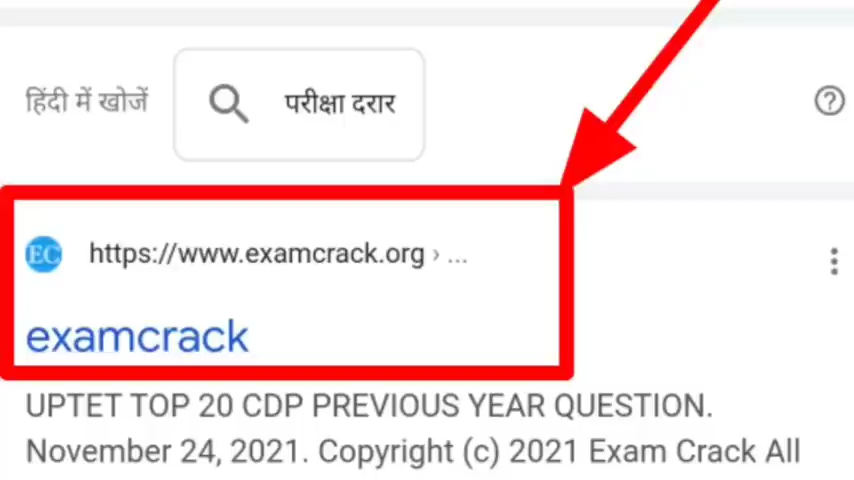 हिंदी में खोजें परीक्षा दरार
EC https://www.examcrack.org › ...
examcrack
UPTET TOP 20 CDP PREVIOUS YEAR QUESTION.
November 24, 2021. Copyright (c) 2021 Exam Crack All